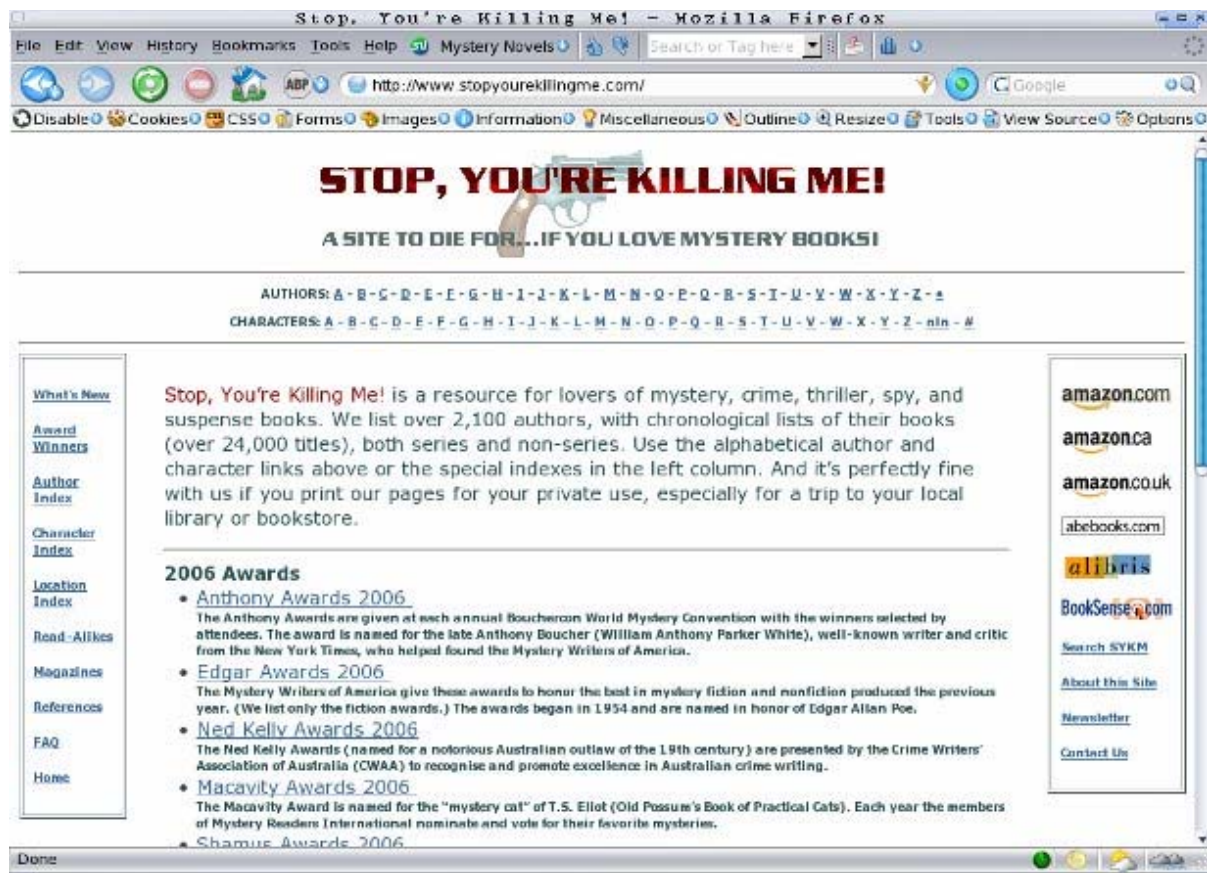 Stop, You're Killing Me! - Mozilla Firefox
File Edit View History Bookmarks Tools Help Mystery Novels Search or Tag here
ABP http://www.stopyourekillingme.com/ Google
Disable Cookies CSS Forms Images Information Miscellaneous Outline Resize Tools View Source Options
STOP, YOU'RE KILLING ME!
A SITE TO DIE FOR...IF YOU LOVE MYSTERY BOOKS!
AUTHORS: A - B - C - D - E - F - G - H - I - J - K - L - M - N - O - P - Q - R - S - T - U - V - W - X - Y - Z -
CHARACTERS: A - B - C - D - E - F - G - H - I - J - K - L - M - N - O - P - Q - R - S - T - U - V - W - X - Y - Z - nln - #
What's New
Award
Winners
Author
Index
Character
Index
Location
Index
Read-Alikes
Magazines
References
FAQ
Home
Stop, You're Killing Me! is a resource for lovers of mystery, crime, thriller, spy, and
suspense books. We list over 2,100 authors, with chronological lists of their books
(over 24,000 titles), both series and non-series. Use the alphabetical author and
character links above or the special indexes in the left column. And it's perfectly fine
with us if you print our pages for your private use, especially for a trip to your local
library or bookstore.
2006 Awards
• Anthony Awards 2006
The Anthony Awards are given at each annual Bouchercon World Mystery Convention with the winners selected by
attendees. The award is named for the late Anthony Boucher (William Anthony Parker White), well-known writer and critic
from the New York Times, who helped found the Mystery Writers of America.
• Edgar Awards 2006
The Mystery Writers of America give these awards to honor the best in mystery fiction and nonfiction produced the previous
year. (We list only the fiction awards.) The awards began in 1954 and are named in honor of Edgar Allan Poe.
• Ned Kelly Awards 2006
The Ned Kelly Awards (named for a notorious Australian outlaw of the 19th century) are presented by the Crime Writers'
Association of Australia (CWAA) to recognise and promote excellence in Australian crime writing.
• Macavity Awards 2006
The Macavity Award is named for the "mystery cat" of T.S. Eliot (Old Possum's Book of Practical Cats). Each year the members
of Mystery Readers International nominate and vote for their favorite mysteries.
• Shamus Awards 2006
amazon.com
amazon.ca
amazon.co.uk
abebooks.com
alibris
BookSense.com
Search SYKM
About this Site
Newsletter
Contact Us
Done